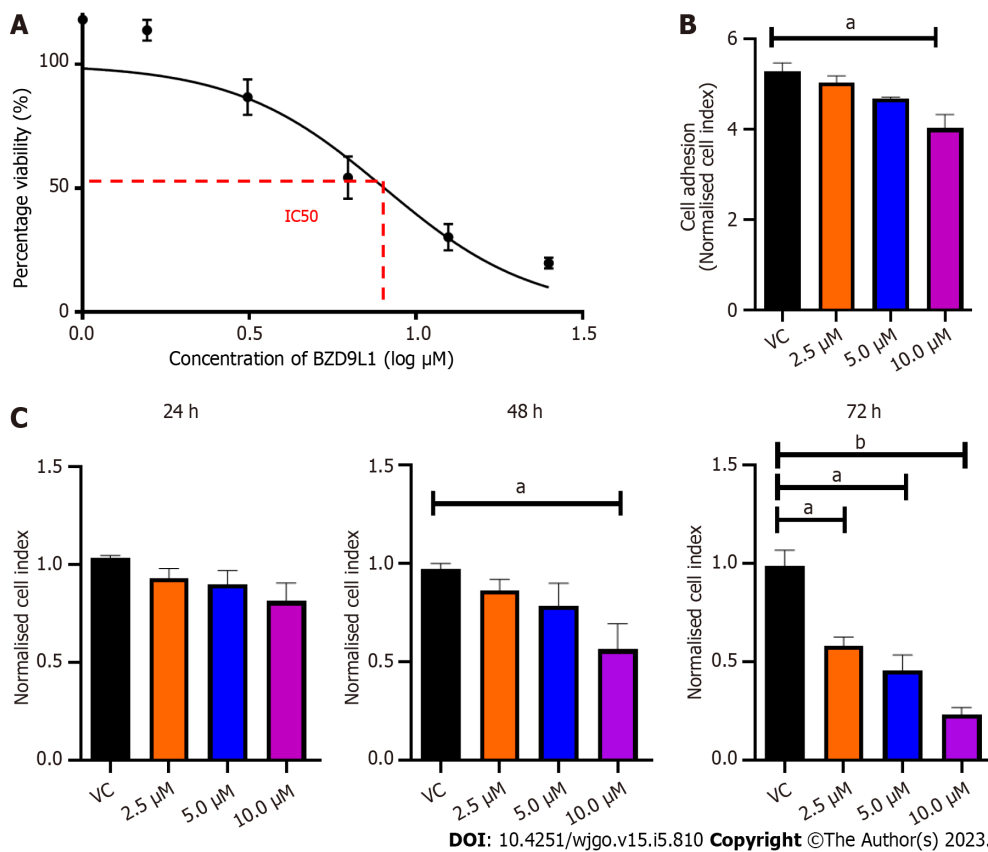 A
Percentage viability (%)
100
50
0
IC50
0.0 0.5 1.0 1.5
Concentration of BZD9L1 (log µM)
B
a
Cell adhesion
(Normalised cell index)
6
4
2
0
VC 2.5 µM 5.0 µM 10.0 µM
C
24 h
Normalised cell index
1.5
1.0
0.5
0.0
VC 2.5 µM 5.0 µM 10.0 µM
48 h
a
Normalised cell index
1.5
1.0
0.5
0.0
VC 2.5 µM 5.0 µM 10.0 µM
72 h
b
a
a
Normalised cell index
1.5
1.0
0.5
0.0
VC 2.5 µM 5.0 µM 10.0 µM
DOI: 10.4251/wjgo.v15.i5.810 Copyright ©The Author(s) 2023.